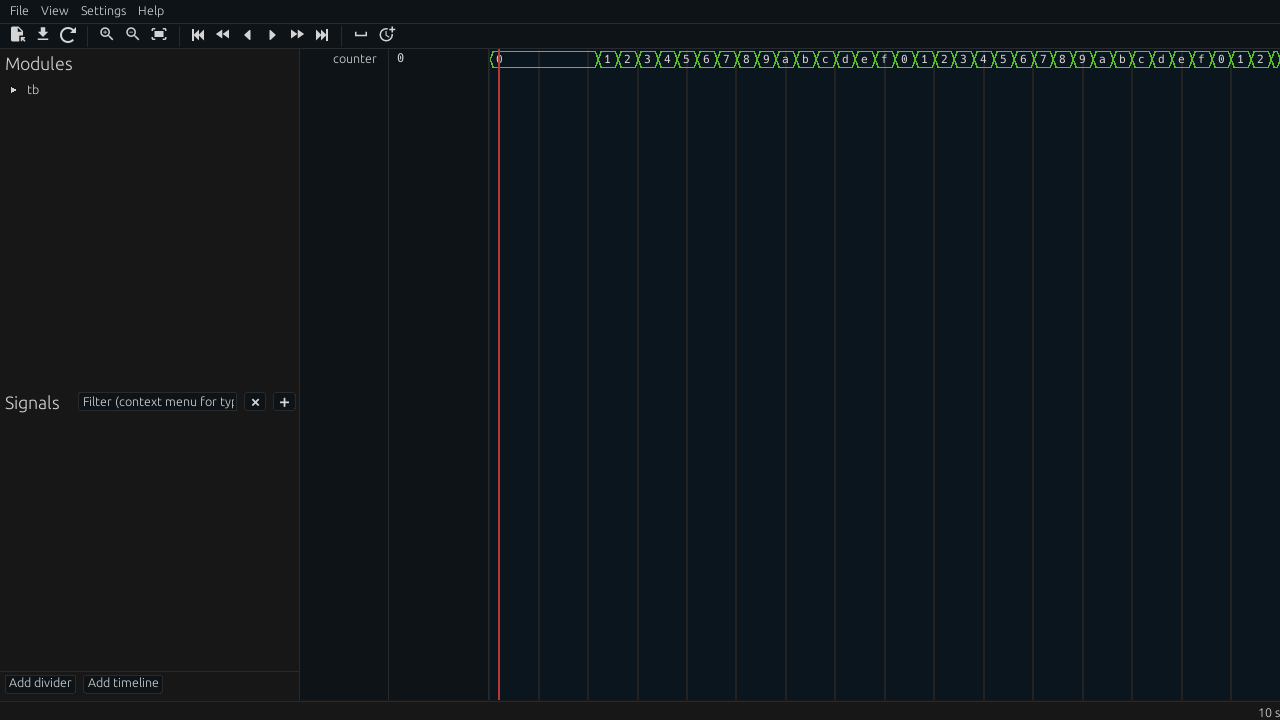 File View Settings Help
Modules
tb
counter 0 0 1 2 3 4 5 6 7 8 9 a b c d e f 0 1 2 3 4 5 6 7 8 9 a b c d e f 0 1 2
Signals Filter (context menu for typ
Add divider Add timeline
10 s